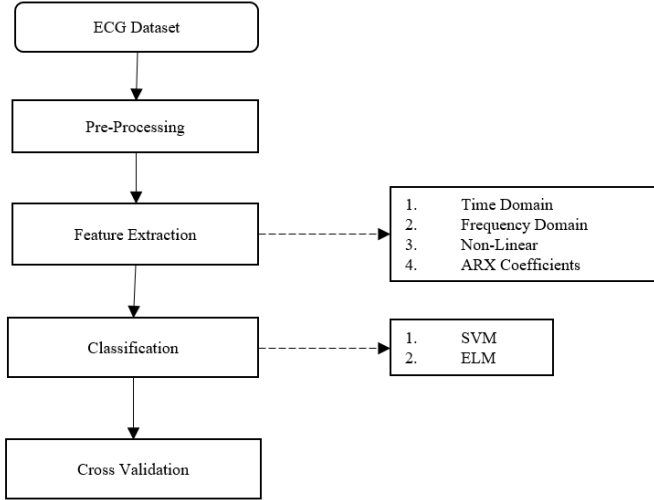 ECG Dataset
Pre-Processing
Feature Extraction
1. Time Domain
2. Frequency Domain
3. Non-Linear
4. ARX Coefficients
Classification
1. SVM
2. ELM
Cross Validation